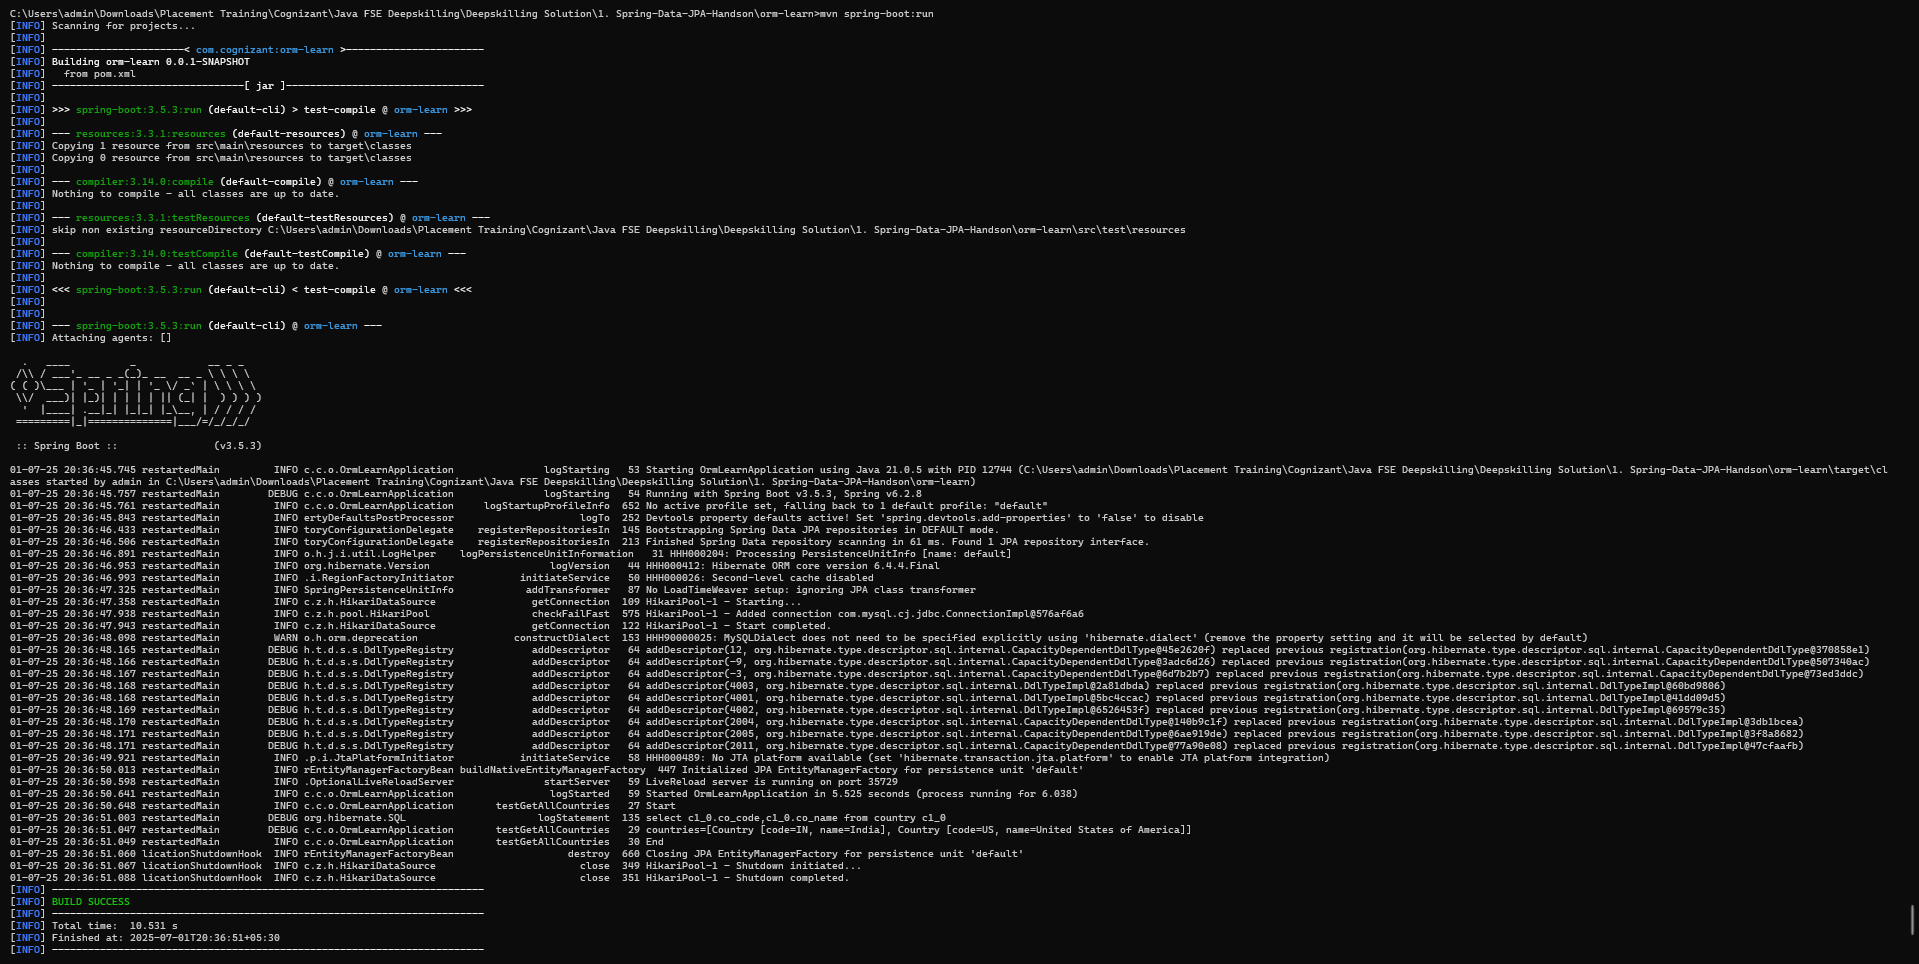 C:\Users\admin\Downloads\Placement Training\Cognizant\Java FSE Deepskilling\Deepskilling Solution\1. Spring-Data-JPA-Handson\orm-learn>mvn spring-boot:run
[INFO] Scanning for projects...
[INFO]
[INFO] ----------------------< com.cognizant:orm-learn >-----------------------
[INFO] Building orm-learn 0.0.1-SNAPSHOT
[INFO]   from pom.xml
[INFO] --------------------------------[ jar ]---------------------------------
[INFO]
[INFO] >>> spring-boot:3.5.3:run (default-cli) > test-compile @ orm-learn >>>
[INFO]
[INFO] --- resources:3.3.1:resources (default-resources) @ orm-learn ---
[INFO] Copying 1 resource from src\main\resources to target\classes
[INFO] Copying 0 resource from src\main\resources to target\classes
[INFO]
[INFO] --- compiler:3.14.0:compile (default-compile) @ orm-learn ---
[INFO] Nothing to compile - all classes are up to date.
[INFO]
[INFO] --- resources:3.3.1:testResources (default-testResources) @ orm-learn ---
[INFO] skip non existing resourceDirectory C:\Users\admin\Downloads\Placement Training\Cognizant\Java FSE Deepskilling\Deepskilling Solution\1. Spring-Data-JPA-Handson\orm-learn\src\test\resources
[INFO]
[INFO] --- compiler:3.14.0:testCompile (default-testCompile) @ orm-learn ---
[INFO] Nothing to compile - all classes are up to date.
[INFO]
[INFO] <<< spring-boot:3.5.3:run (default-cli) < test-compile @ orm-learn <<<
[INFO]
[INFO]
[INFO] --- spring-boot:3.5.3:run (default-cli) @ orm-learn ---
[INFO] Attaching agents: []
  .   ____          _            __ _ _
 /\\ / ___'_ __ _ _(_)_ __  __ _ \ \ \ \
( ( )\___ | '_ | '_| | '_ \/ _` | \ \ \ \
 \\/  ___)| |_)| | | | | || (_| |  ) ) ) )
  '  |____| .__|_| |_|_| |_\__, | / / / /
 =========|_|==============|___/=/_/_/_/
 :: Spring Boot ::                (v3.5.3)
01-07-25 20:36:45.745 restartedMain         INFO c.c.o.OrmLearnApplication               logStarting   53 Starting OrmLearnApplication using Java 21.0.5 with PID 12744 (C:\Users\admin\Downloads\Placement Training\Cognizant\Java FSE Deepskilling\Deepskilling Solution\1. Spring-Data-JPA-Handson\orm-learn\target\cl
asses started by admin in C:\Users\admin\Downloads\Placement Training\Cognizant\Java FSE Deepskilling\Deepskilling Solution\1. Spring-Data-JPA-Handson\orm-learn)
01-07-25 20:36:45.757 restartedMain        DEBUG c.c.o.OrmLearnApplication               logStarting   54 Running with Spring Boot v3.5.3, Spring v6.2.8
01-07-25 20:36:45.761 restartedMain         INFO c.c.o.OrmLearnApplication     logStartupProfileInfo  652 No active profile set, falling back to 1 default profile: "default"
01-07-25 20:36:45.843 restartedMain         INFO ertyDefaultsPostProcessor                     logTo  252 Devtools property defaults active! Set 'spring.devtools.add-properties' to 'false' to disable
01-07-25 20:36:46.433 restartedMain         INFO toryConfigurationDelegate    registerRepositoriesIn  145 Bootstrapping Spring Data JPA repositories in DEFAULT mode.
01-07-25 20:36:46.506 restartedMain         INFO toryConfigurationDelegate    registerRepositoriesIn  213 Finished Spring Data repository scanning in 61 ms. Found 1 JPA repository interface.
01-07-25 20:36:46.891 restartedMain         INFO o.h.j.i.util.LogHelper    logPersistenceUnitInformation   31 HHH000204: Processing PersistenceUnitInfo [name: default]
01-07-25 20:36:46.953 restartedMain         INFO org.hibernate.Version                    logVersion   44 HHH000412: Hibernate ORM core version 6.4.4.Final
01-07-25 20:36:46.993 restartedMain         INFO .i.RegionFactoryInitiator           initiateService   50 HHH000026: Second-level cache disabled
01-07-25 20:36:47.325 restartedMain         INFO SpringPersistenceUnitInfo            addTransformer   87 No LoadTimeWeaver setup: ignoring JPA class transformer
01-07-25 20:36:47.358 restartedMain         INFO c.z.h.HikariDataSource                getConnection  109 HikariPool-1 - Starting...
01-07-25 20:36:47.938 restartedMain         INFO c.z.h.pool.HikariPool                 checkFailFast  575 HikariPool-1 - Added connection com.mysql.cj.jdbc.ConnectionImpl@576af6a6
01-07-25 20:36:47.943 restartedMain         INFO c.z.h.HikariDataSource                getConnection  122 HikariPool-1 - Start completed.
01-07-25 20:36:48.098 restartedMain         WARN o.h.orm.deprecation                constructDialect  153 HHH90000025: MySQLDialect does not need to be specified explicitly using 'hibernate.dialect' (remove the property setting and it will be selected by default)
01-07-25 20:36:48.165 restartedMain        DEBUG h.t.d.s.s.DdlTypeRegistry             addDescriptor   64 addDescriptor(12, org.hibernate.type.descriptor.sql.internal.CapacityDependentDdlType@45e2620f) replaced previous registration(org.hibernate.type.descriptor.sql.internal.CapacityDependentDdlType@370858e1)
01-07-25 20:36:48.166 restartedMain        DEBUG h.t.d.s.s.DdlTypeRegistry             addDescriptor   64 addDescriptor(-9, org.hibernate.type.descriptor.sql.internal.CapacityDependentDdlType@3adc6d26) replaced previous registration(org.hibernate.type.descriptor.sql.internal.CapacityDependentDdlType@507340ac)
01-07-25 20:36:48.167 restartedMain        DEBUG h.t.d.s.s.DdlTypeRegistry             addDescriptor   64 addDescriptor(-3, org.hibernate.type.descriptor.sql.internal.CapacityDependentDdlType@6d7b2b7) replaced previous registration(org.hibernate.type.descriptor.sql.internal.CapacityDependentDdlType@73ed3ddc)
01-07-25 20:36:48.168 restartedMain        DEBUG h.t.d.s.s.DdlTypeRegistry             addDescriptor   64 addDescriptor(4003, org.hibernate.type.descriptor.sql.internal.DdlTypeImpl@2a81dbda) replaced previous registration(org.hibernate.type.descriptor.sql.internal.DdlTypeImpl@60bd9806)
01-07-25 20:36:48.168 restartedMain        DEBUG h.t.d.s.s.DdlTypeRegistry             addDescriptor   64 addDescriptor(4001, org.hibernate.type.descriptor.sql.internal.DdlTypeImpl@5bc4ccac) replaced previous registration(org.hibernate.type.descriptor.sql.internal.DdlTypeImpl@41dd09d5)
01-07-25 20:36:48.169 restartedMain        DEBUG h.t.d.s.s.DdlTypeRegistry             addDescriptor   64 addDescriptor(4002, org.hibernate.type.descriptor.sql.internal.DdlTypeImpl@6526453f) replaced previous registration(org.hibernate.type.descriptor.sql.internal.DdlTypeImpl@69579c35)
01-07-25 20:36:48.170 restartedMain        DEBUG h.t.d.s.s.DdlTypeRegistry             addDescriptor   64 addDescriptor(2004, org.hibernate.type.descriptor.sql.internal.CapacityDependentDdlType@140b9c1f) replaced previous registration(org.hibernate.type.descriptor.sql.internal.DdlTypeImpl@3db1bcea)
01-07-25 20:36:48.171 restartedMain        DEBUG h.t.d.s.s.DdlTypeRegistry             addDescriptor   64 addDescriptor(2005, org.hibernate.type.descriptor.sql.internal.CapacityDependentDdlType@6ae919de) replaced previous registration(org.hibernate.type.descriptor.sql.internal.DdlTypeImpl@3f8a8682)
01-07-25 20:36:48.171 restartedMain        DEBUG h.t.d.s.s.DdlTypeRegistry             addDescriptor   64 addDescriptor(2011, org.hibernate.type.descriptor.sql.internal.CapacityDependentDdlType@77a90e08) replaced previous registration(org.hibernate.type.descriptor.sql.internal.DdlTypeImpl@47cfaafb)
01-07-25 20:36:49.921 restartedMain         INFO .p.i.JtaPlatformInitiator           initiateService   58 HHH000489: No JTA platform available (set 'hibernate.transaction.jta.platform' to enable JTA platform integration)
01-07-25 20:36:50.013 restartedMain         INFO rEntityManagerFactoryBean buildNativeEntityManagerFactory  447 Initialized JPA EntityManagerFactory for persistence unit 'default'
01-07-25 20:36:50.598 restartedMain         INFO .OptionalLiveReloadServer               startServer   59 LiveReload server is running on port 35729
01-07-25 20:36:50.641 restartedMain         INFO c.c.o.OrmLearnApplication                logStarted   59 Started OrmLearnApplication in 5.525 seconds (process running for 6.038)
01-07-25 20:36:50.648 restartedMain         INFO c.c.o.OrmLearnApplication       testGetAllCountries   27 Start
01-07-25 20:36:51.003 restartedMain        DEBUG org.hibernate.SQL                      logStatement  135 select c1_0.co_code,c1_0.co_name from country c1_0
01-07-25 20:36:51.047 restartedMain        DEBUG c.c.o.OrmLearnApplication       testGetAllCountries   29 countries=[Country [code=IN, name=India], Country [code=US, name=United States of America]]
01-07-25 20:36:51.049 restartedMain         INFO c.c.o.OrmLearnApplication       testGetAllCountries   30 End
01-07-25 20:36:51.060 licationShutdownHook  INFO rEntityManagerFactoryBean                   destroy  660 Closing JPA EntityManagerFactory for persistence unit 'default'
01-07-25 20:36:51.067 licationShutdownHook  INFO c.z.h.HikariDataSource                        close  349 HikariPool-1 - Shutdown initiated...
01-07-25 20:36:51.088 licationShutdownHook  INFO c.z.h.HikariDataSource                        close  351 HikariPool-1 - Shutdown completed.
[INFO] ------------------------------------------------------------------------
[INFO] BUILD SUCCESS
[INFO] ------------------------------------------------------------------------
[INFO] Total time:  10.531 s
[INFO] Finished at: 2025-07-01T20:36:51+05:30
[INFO] ------------------------------------------------------------------------